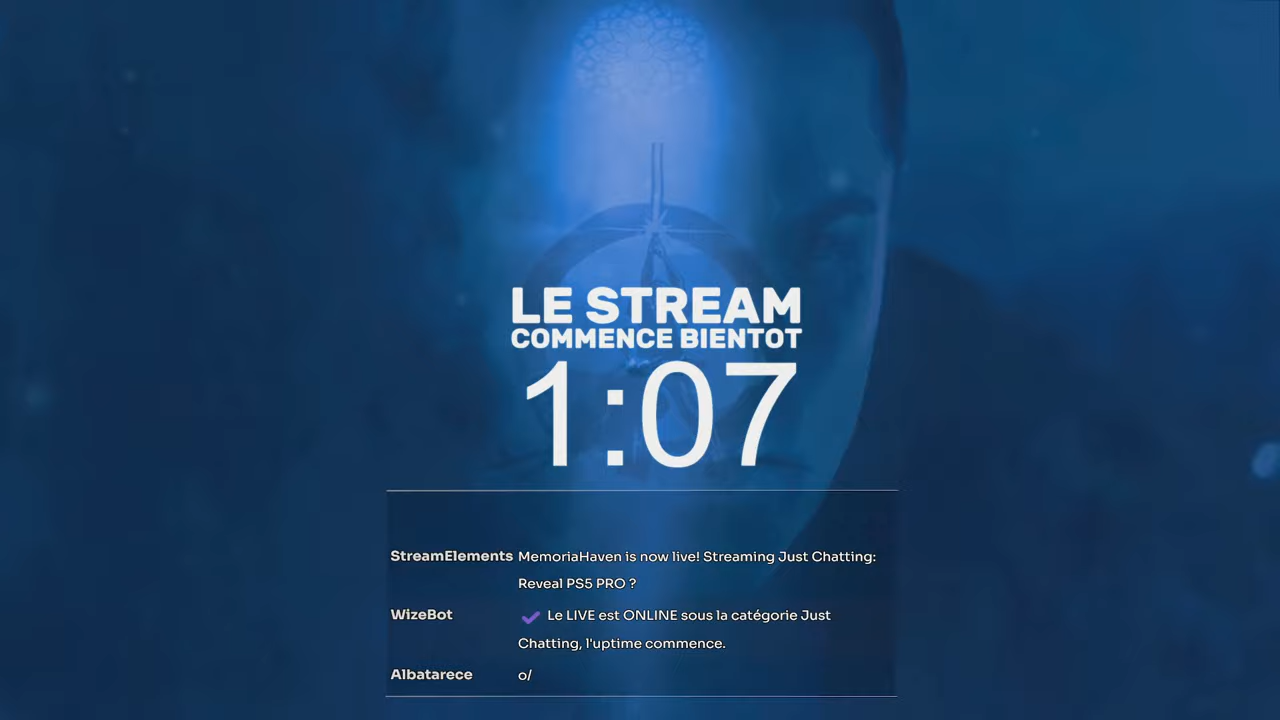 LE STREAM
COMMENCE BIENTOT
1:07
StreamElements MemoriaHaven is now live! Streaming Just Chatting:
Reveal PS5 PRO ?
WizeBot Le LIVE est ONLINE sous la catégorie Just
Chatting, l'uptime commence.
Albatarece o/